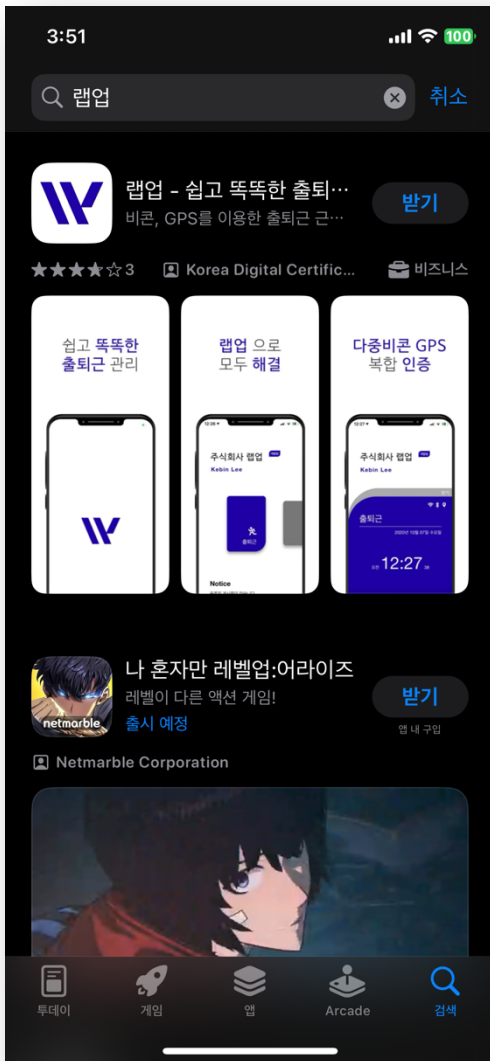 3:51
100
랩업
취소
랩업 - 쉽고 똑똑한 출퇴…
비콘, GPS를 이용한 출퇴근 근…
받기
3
Korea Digital Certific...
비즈니스
쉽고 똑똑한
출퇴근 관리
랩업 으로
모두 해결
주식회사 랩업
Kebin Lee
출퇴근
Notice
다중비콘 GPS
복합 인증
12:27
주식회사 랩업
Kebin Lee
출퇴근
오전 12:27
나 혼자만 레벨업:어라이즈
레벨이 다른 액션 게임!
출시 예정
받기
앱 내 구입
netmarble
Netmarble Corporation
투데이
게임
앱
Arcade
검색